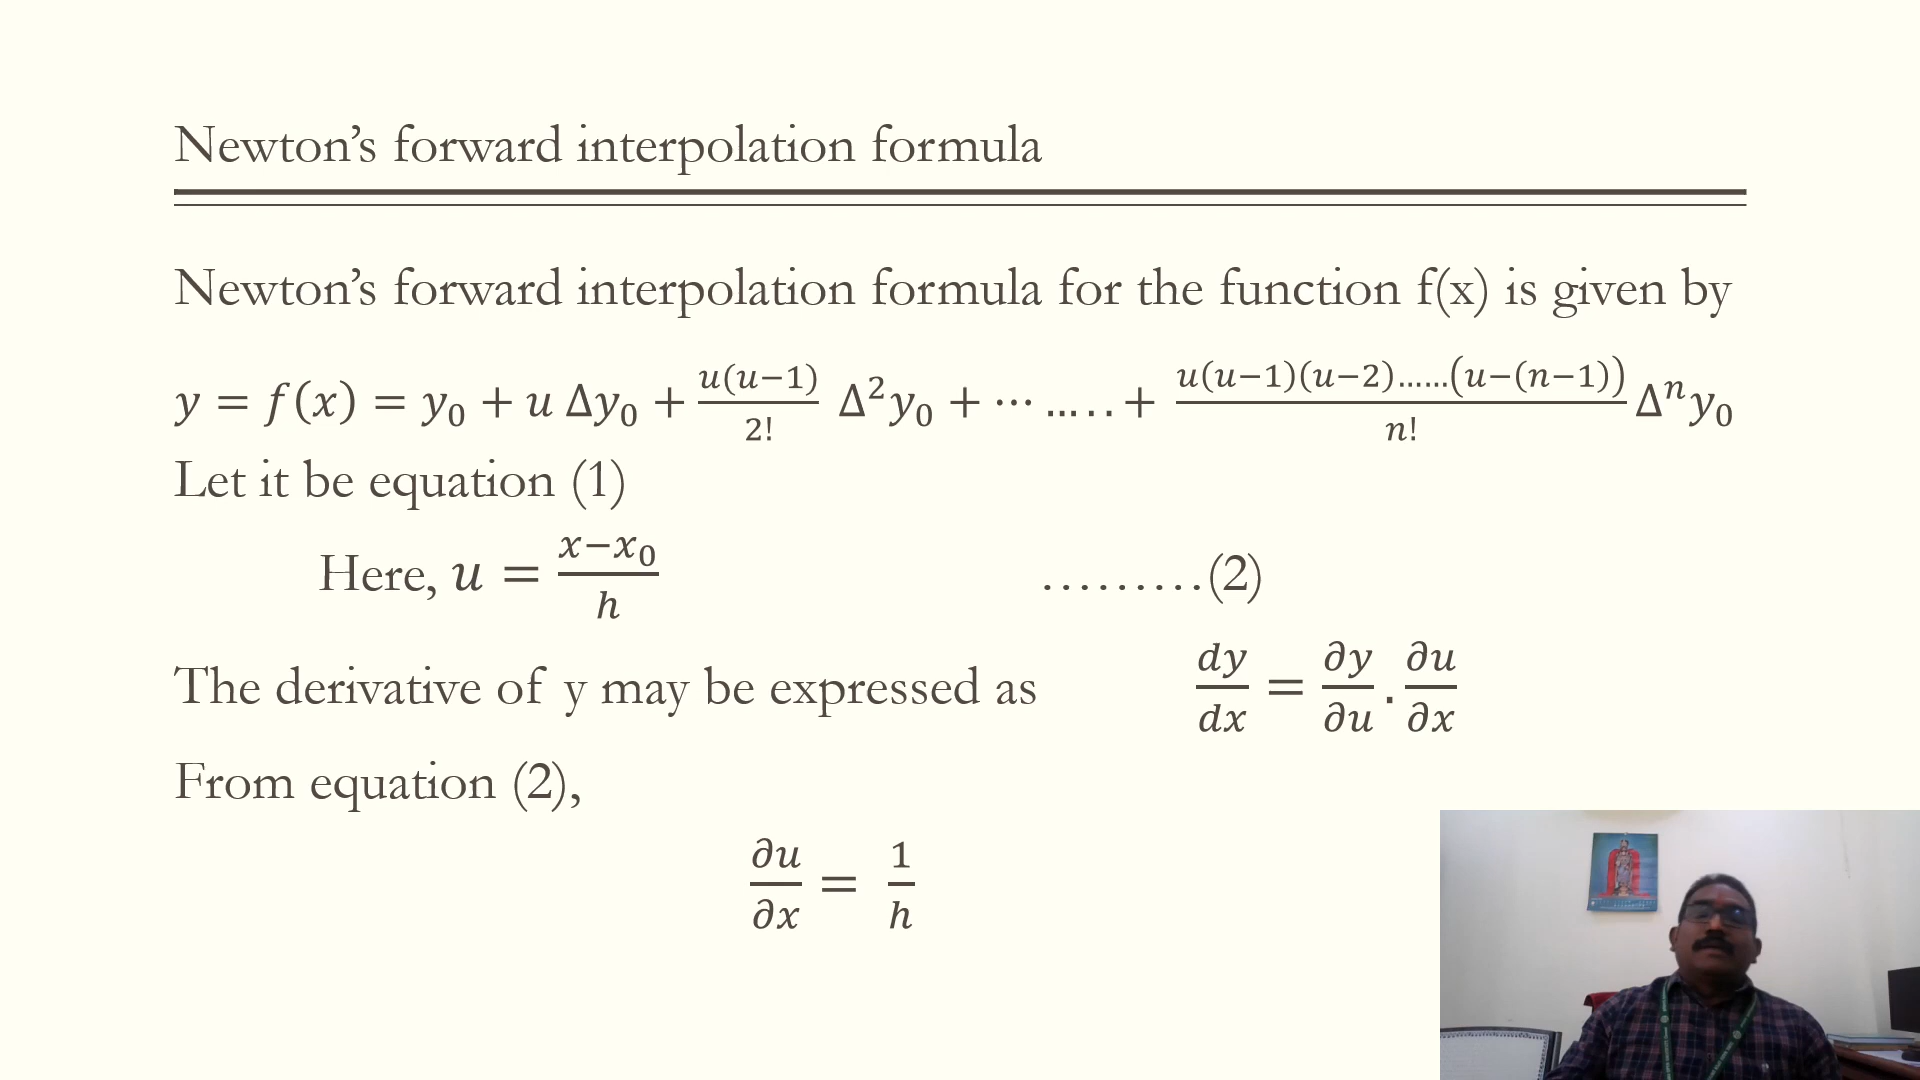 Newton’s forward interpolation formula
Newton’s forward interpolation formula for the function f(x) is given by
y = f(x) = y₀ + u Δy₀ + u(u−1)/2! Δ²y₀ + ⋯ ….. + u(u−1)(u−2)……(u−(n−1))/n! Δⁿy₀
Let it be equation (1)
Here, u = x−x₀/h ………(2)
The derivative of y may be expressed as dy/dx = ∂y/∂u . ∂u/∂x
From equation (2),
∂u/∂x = 1/h